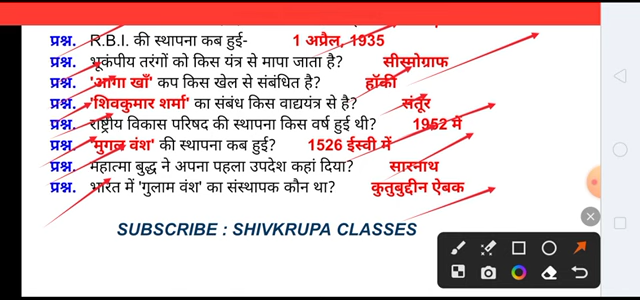 प्रश्न. R.B.I. की स्थापना कब हुई- 1 अप्रैल, 1935
प्रश्न. भूकंपीय तरंगों को किस यंत्र से मापा जाता है? सीस्मोग्राफ
प्रश्न. 'आगा खाँ' कप किस खेल से संबंधित है? हॉकी
प्रश्न. 'शिवकुमार शर्मा' का संबंध किस वाद्ययंत्र से है? संतूर
प्रश्न. राष्ट्रीय विकास परिषद की स्थापना किस वर्ष हुई थी? 1952 में
प्रश्न. 'मुगल वंश' की स्थापना कब हुई? 1526 ईस्वी में
प्रश्न. महात्मा बुद्ध ने अपना पहला उपदेश कहां दिया? सारनाथ
प्रश्न. भारत में 'गुलाम वंश' का संस्थापक कौन था? कुतुबुद्दीन ऐबक
SUBSCRIBE : SHIVKRUPA CLASSES